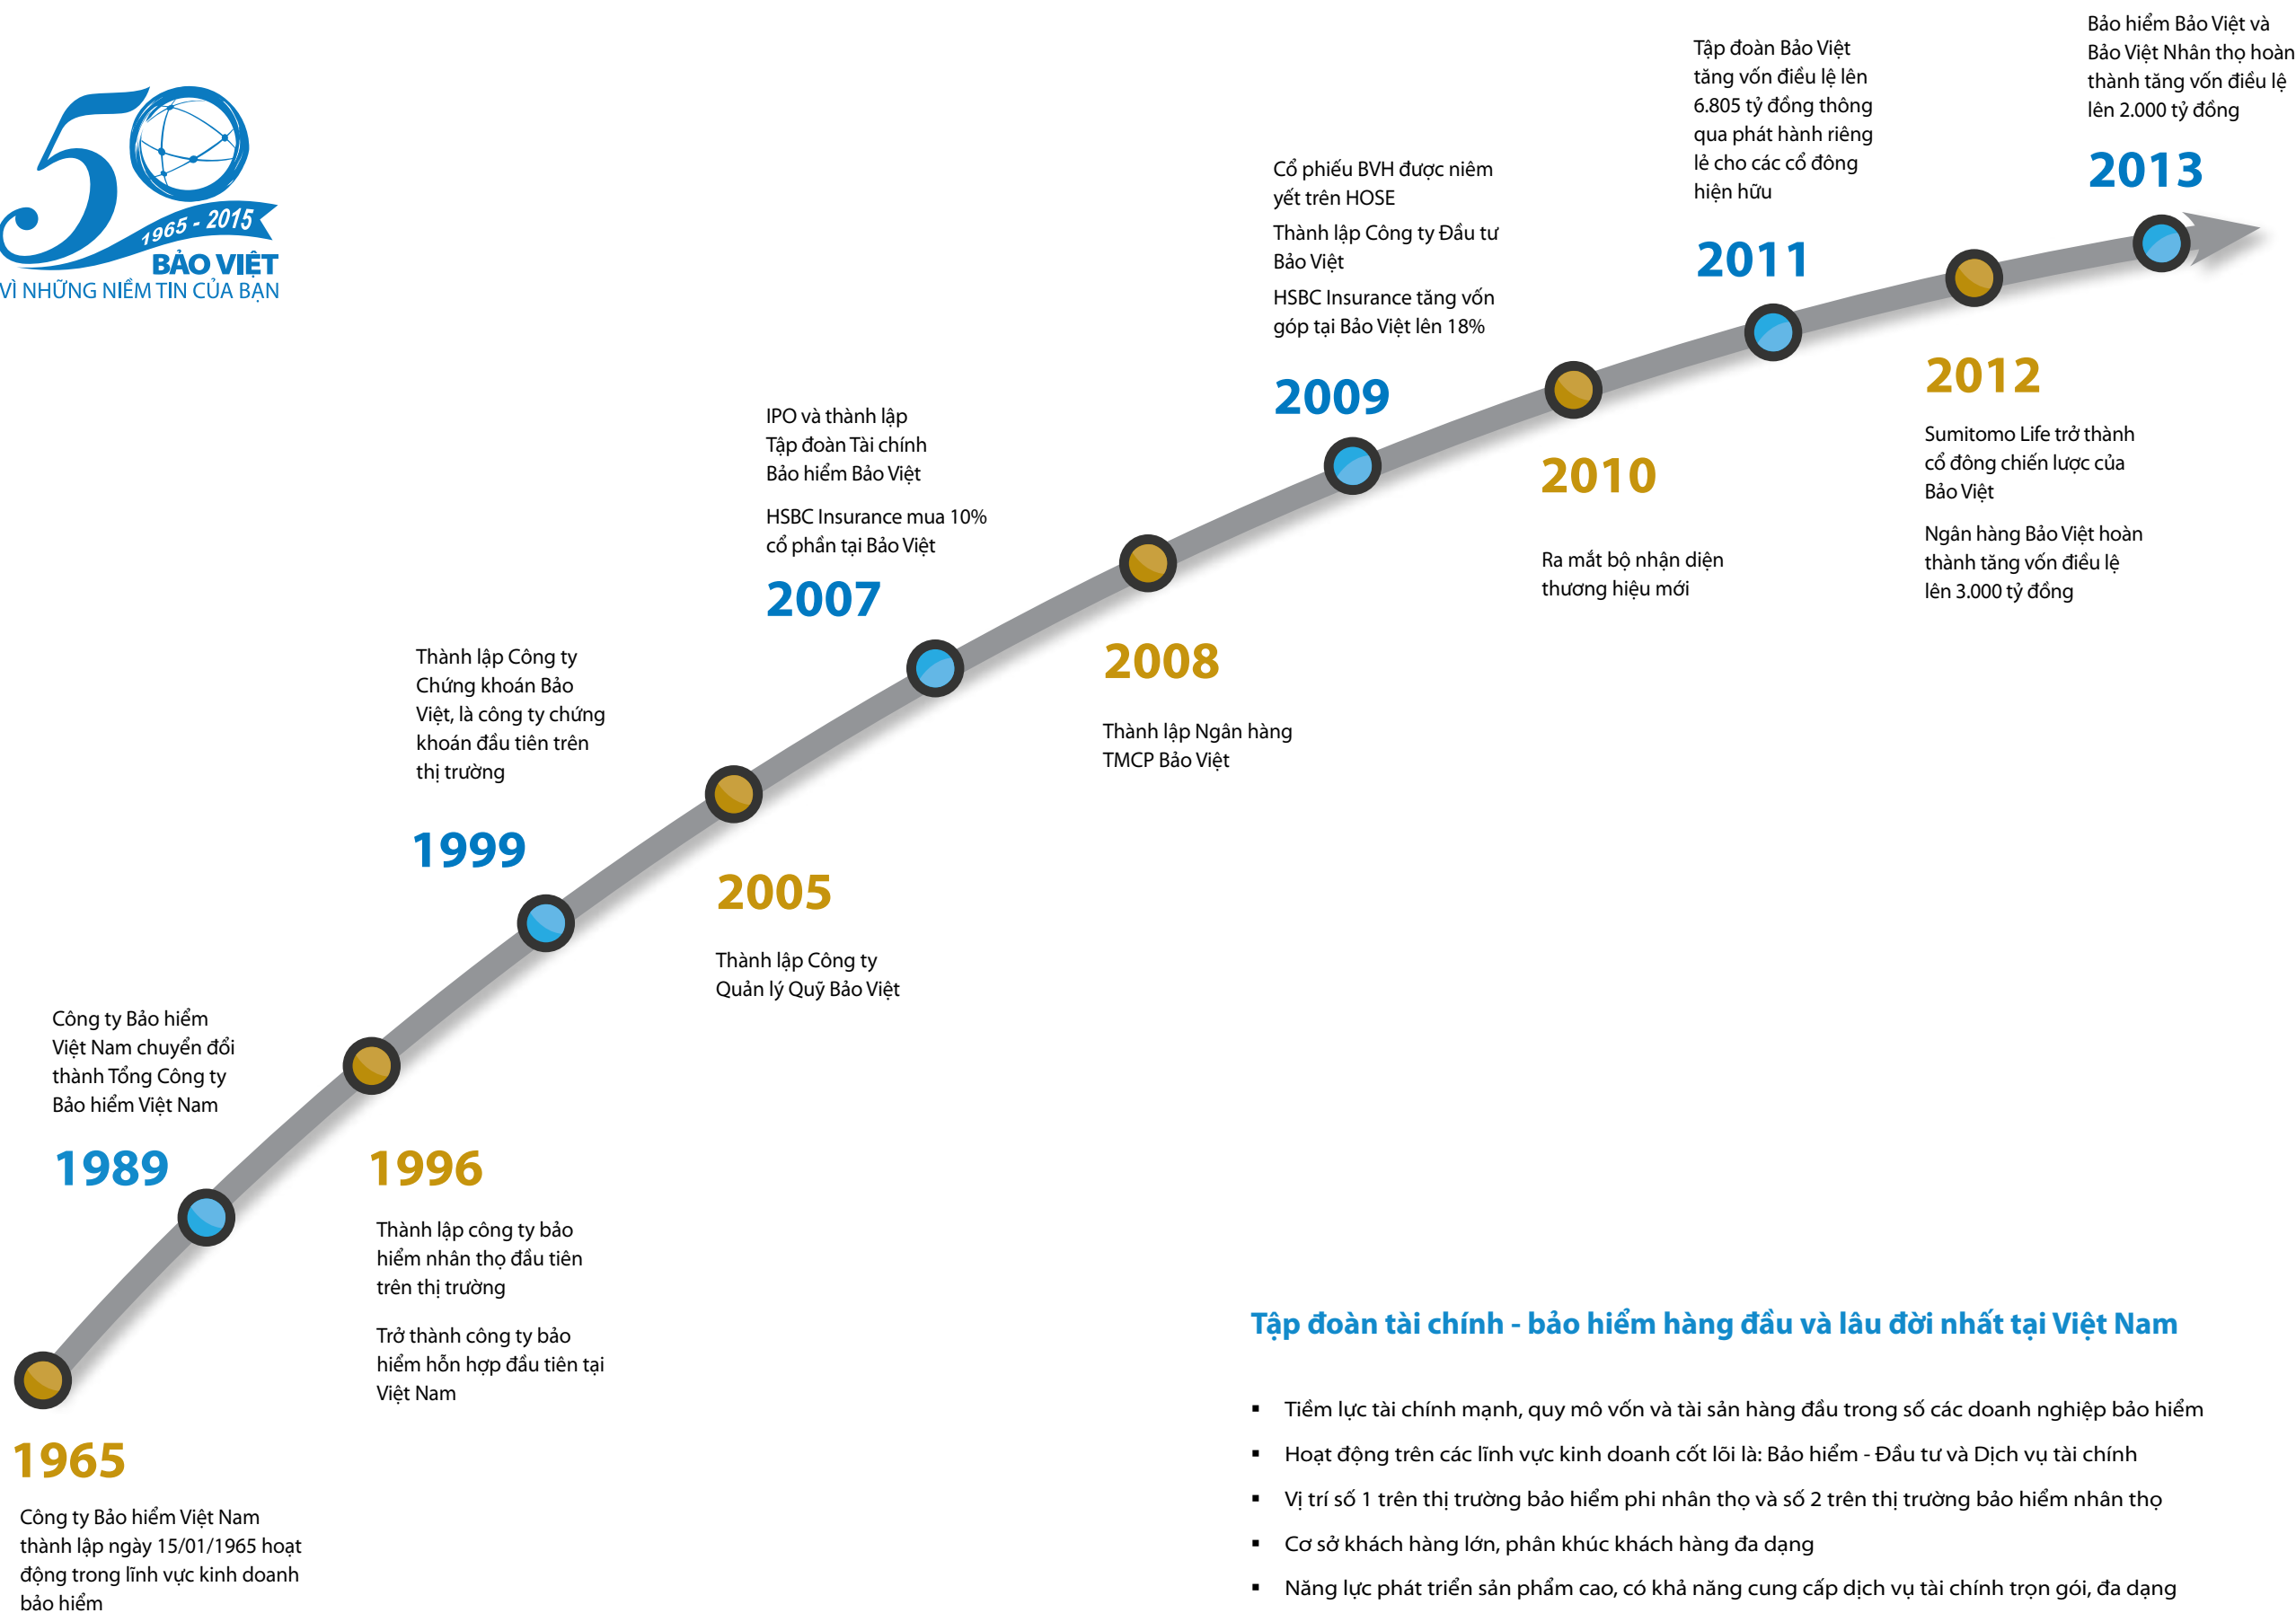 50
1965 - 2015
BẢO VIỆT
VÌ NHỮNG NIỀM TIN CỦA BẠN
1965
Công ty Bảo hiểm Việt Nam
thành lập ngày 15/01/1965 hoạt
động trong lĩnh vực kinh doanh
bảo hiểm
Công ty Bảo hiểm
Việt Nam chuyển đổi
thành Tổng Công ty
Bảo hiểm Việt Nam
1989
1996
Thành lập công ty bảo
hiểm nhân thọ đầu tiên
trên thị trường
Trở thành công ty bảo
hiểm hỗn hợp đầu tiên tại
Việt Nam
Thành lập Công ty
Chứng khoán Bảo
Việt, là công ty chứng
khoán đầu tiên trên
thị trường
1999
2005
Thành lập Công ty
Quản lý Quỹ Bảo Việt
IPO và thành lập
Tập đoàn Tài chính
Bảo hiểm Bảo Việt
HSBC Insurance mua 10%
cổ phần tại Bảo Việt
2007
2008
Thành lập Ngân hàng
TMCP Bảo Việt
Cổ phiếu BVH được niêm
yết trên HOSE
Thành lập Công ty Đầu tư
Bảo Việt
HSBC Insurance tăng vốn
góp tại Bảo Việt lên 18%
2009
2010
Ra mắt bộ nhận diện
thương hiệu mới
Tập đoàn Bảo Việt
tăng vốn điều lệ lên
6.805 tỷ đồng thông
qua phát hành riêng
lẻ cho các cổ đông
hiện hữu
2011
2012
Sumitomo Life trở thành
cổ đông chiến lược của
Bảo Việt
Ngân hàng Bảo Việt hoàn
thành tăng vốn điều lệ
lên 3.000 tỷ đồng
Bảo hiểm Bảo Việt và
Bảo Việt Nhân thọ hoàn
thành tăng vốn điều lệ
lên 2.000 tỷ đồng
2013
Tập đoàn tài chính - bảo hiểm hàng đầu và lâu đời nhất tại Việt Nam
▪ Tiềm lực tài chính mạnh, quy mô vốn và tài sản hàng đầu trong số các doanh nghiệp bảo hiểm
▪ Hoạt động trên các lĩnh vực kinh doanh cốt lõi là: Bảo hiểm - Đầu tư và Dịch vụ tài chính
▪ Vị trí số 1 trên thị trường bảo hiểm phi nhân thọ và số 2 trên thị trường bảo hiểm nhân thọ
▪ Cơ sở khách hàng lớn, phân khúc khách hàng đa dạng
▪ Năng lực phát triển sản phẩm cao, có khả năng cung cấp dịch vụ tài chính trọn gói, đa dạng